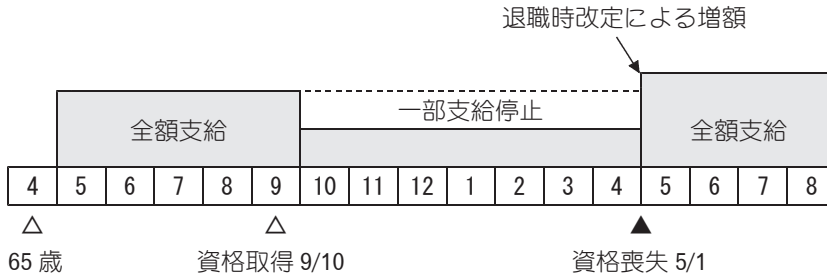 退職時改定による増額
一部支給停止
全額支給
全額支給
4 5 6 7 8 9 10 11 12 1 2 3 4 5 6 7 8
65 歳 資格取得 9/10 資格喪失 5/1